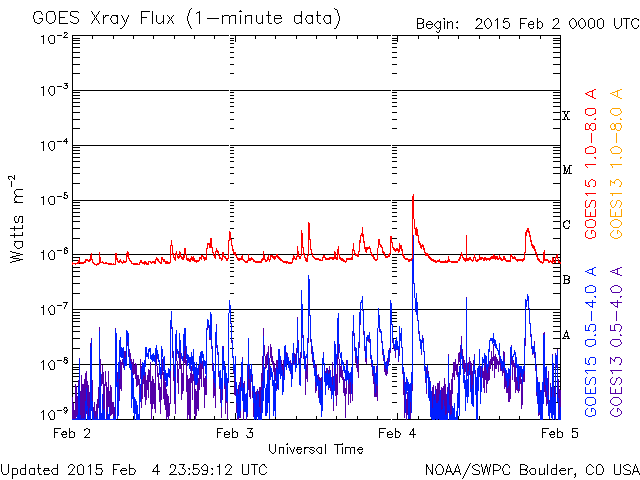 GOES Xray Flux (1-minute data)
Begin: 2015 Feb 2 0000 UTC
10⁻²
10⁻³
10⁻⁴
10⁻⁵
10⁻⁶
10⁻⁷
10⁻⁸
10⁻⁹
Watts m⁻²
X
M
C
B
A
GOES15 1.0-8.0 A
GOES13 1.0-8.0 A
GOES15 0.5-4.0 A
GOES13 0.5-4.0 A
Feb 2 Feb 3 Feb 4 Feb 5
Universal Time
Updated 2015 Feb 4 23:59:12 UTC
NOAA/SWPC Boulder, CO USA